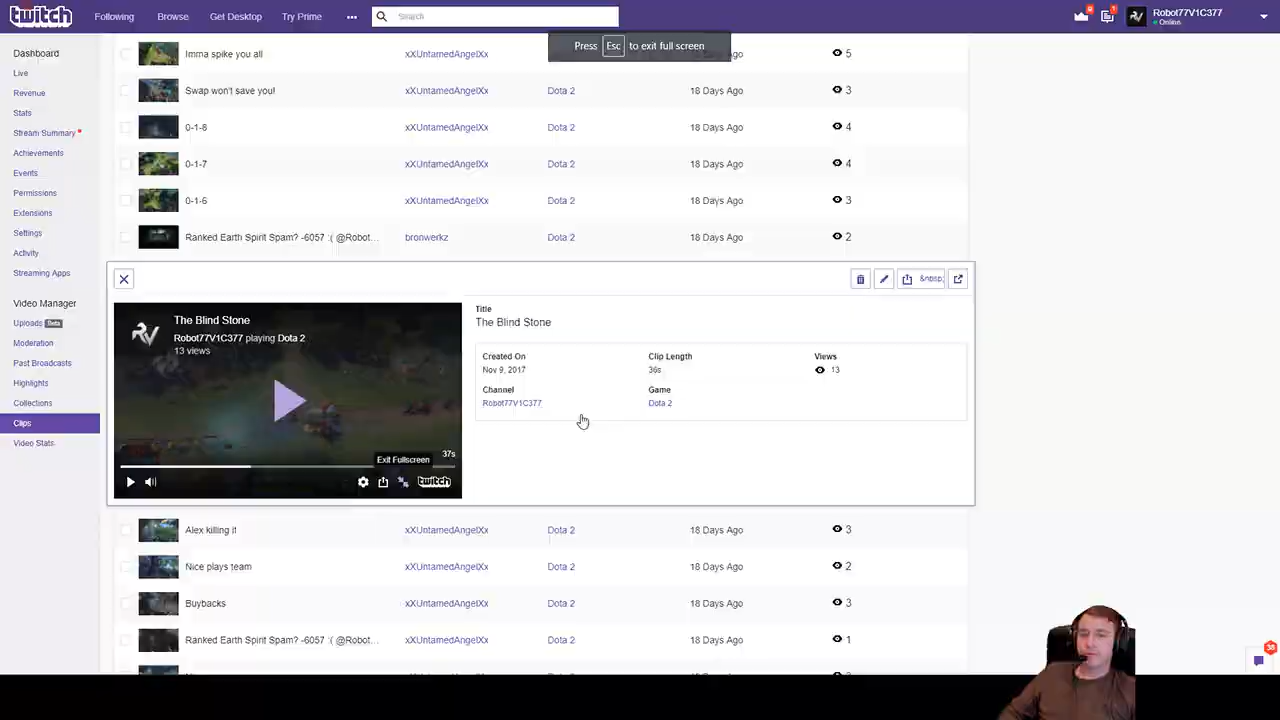 twitch Following Browse Get Desktop Try Prime ••• Search Robot77V1C377
Online
Press Esc to exit full screen
Dashboard
Live
Revenue
Stats
Stream Summary
Achievements
Events
Permissions
Extensions
Settings
Activity
Streaming Apps
Video Manager
Uploads Beta
Moderation
Past Broadcasts
Highlights
Collections
Clips
Video Stats
Imma spike you all xXUntamedAngelXx Ago 5
Swap won't save you! xXUntamedAngelXx Dota 2 18 Days Ago 3
0-1-8 xXUntamedAngelXx Dota 2 18 Days Ago 4
0-1-7 xXUntamedAngelXx Dota 2 18 Days Ago 4
0-1-6 xXUntamedAngelXx Dota 2 18 Days Ago 3
Ranked Earth Spirit Spam? -6057 :( @Robot... bronwerkz Dota 2 18 Days Ago 2
&nbsp;
RV
The Blind Stone
Robot77V1C377 playing Dota 2
13 views
37s
Exit Fullscreen
twitch
Title
The Blind Stone
Created On Clip Length Views
Nov 9, 2017 36s 13
Channel Game
Robot77V1C377 Dota 2
Alex killing it xXUntamedAngelXx Dota 2 18 Days Ago 3
Nice plays team xXUntamedAngelXx Dota 2 18 Days Ago 2
Buybacks xXUntamedAngelXx Dota 2 18 Days Ago 3
Ranked Earth Spirit Spam? -6057 :( @Robot... xXUntamedAngelXx Dota 2 18 Days Ago 1
38